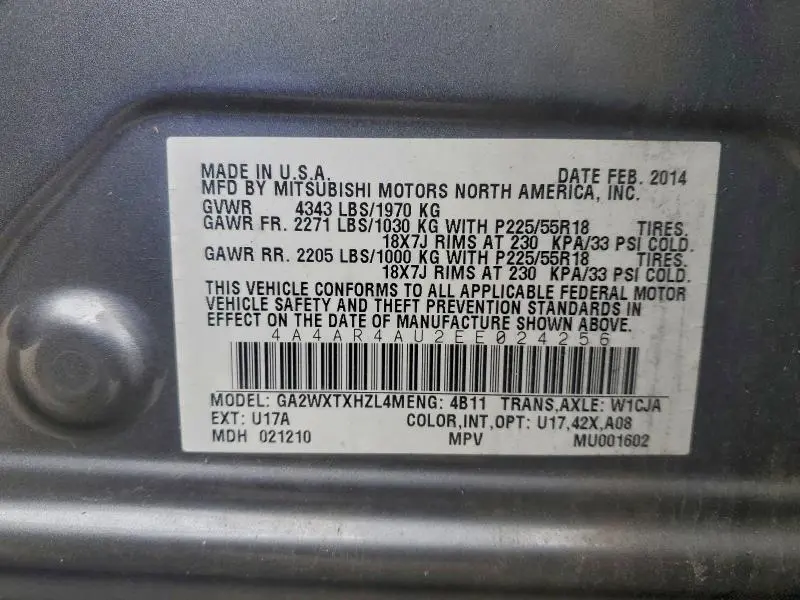 MADE IN U.S.A. DATE FEB. 2014
MFD BY MITSUBISHI MOTORS NORTH AMERICA, INC.
GVWR 4343 LBS/1970 KG
GAWR FR. 2271 LBS/1030 KG WITH P225/55R18 TIRES.
18X7J RIMS AT 230 KPA/33 PSI COLD.
GAWR RR. 2205 LBS/1000 KG WITH P225/55R18 TIRES.
18X7J RIMS AT 230 KPA/33 PSI COLD.
THIS VEHICLE CONFORMS TO ALL APPLICABLE FEDERAL MOTOR
VEHICLE SAFETY AND THEFT PREVENTION STANDARDS IN
EFFECT ON THE DATE OF MANUFACTURE SHOWN ABOVE.
4A4AR4AU2EE024256
MODEL: GA2WXTXHZL4MENG: 4B11 TRANS,AXLE: W1CJA
EXT: U17A COLOR,INT,OPT: U17,42X,A08
MDH 021210 MPV MU001602